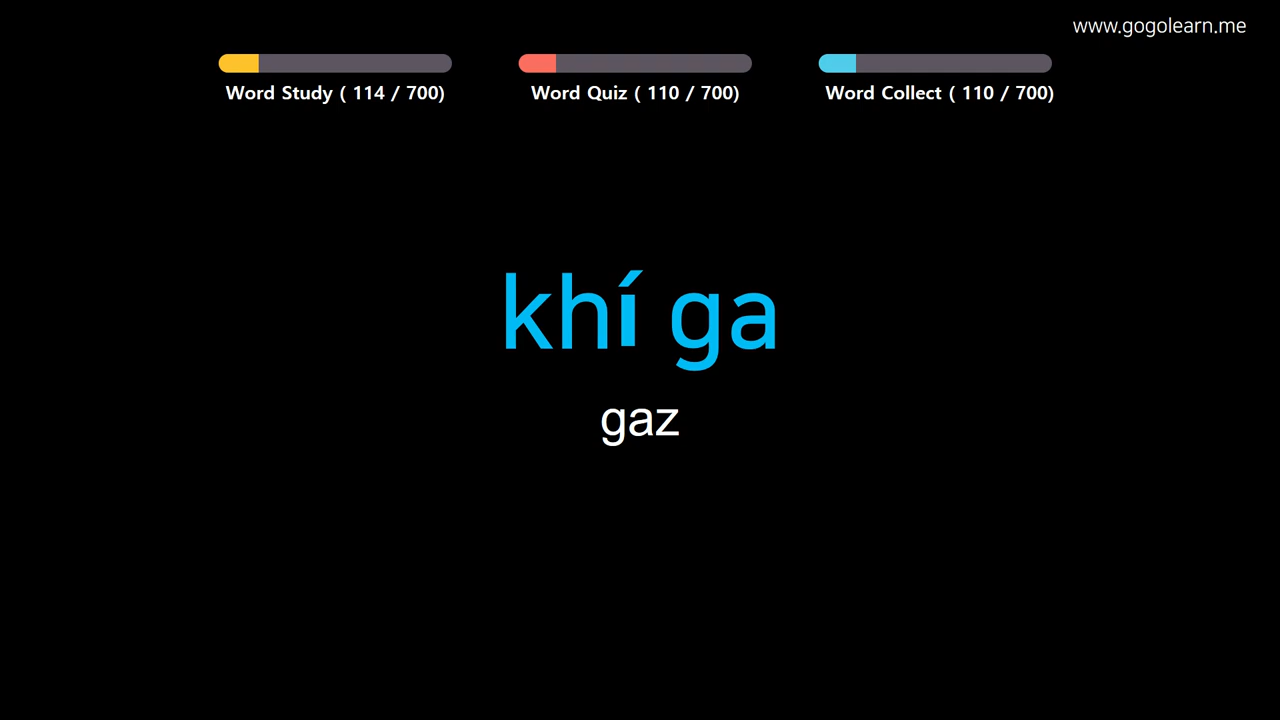 www.gogolearn.me
Word Study ( 114 / 700)
Word Quiz ( 110 / 700)
Word Collect ( 110 / 700)
khí ga
gaz